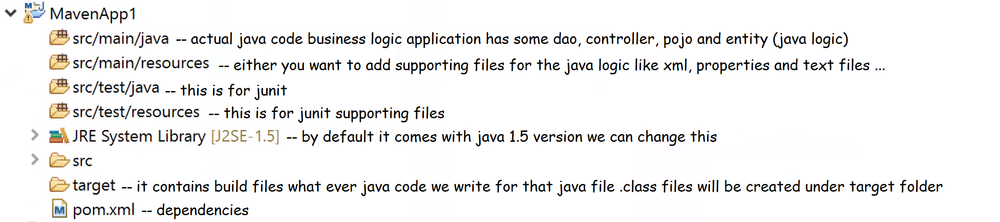 MavenApp1
src/main/java -- actual java code business logic application has some dao, controller, pojo and entity (java logic)
src/main/resources -- either you want to add supporting files for the java logic like xml, properties and text files ...
src/test/java -- this is for junit
src/test/resources -- this is for junit supporting files
JRE System Library [J2SE-1.5] -- by default it comes with java 1.5 version we can change this
src
target -- it contains build files what ever java code we write for that java file .class files will be created under target folder
pom.xml -- dependencies